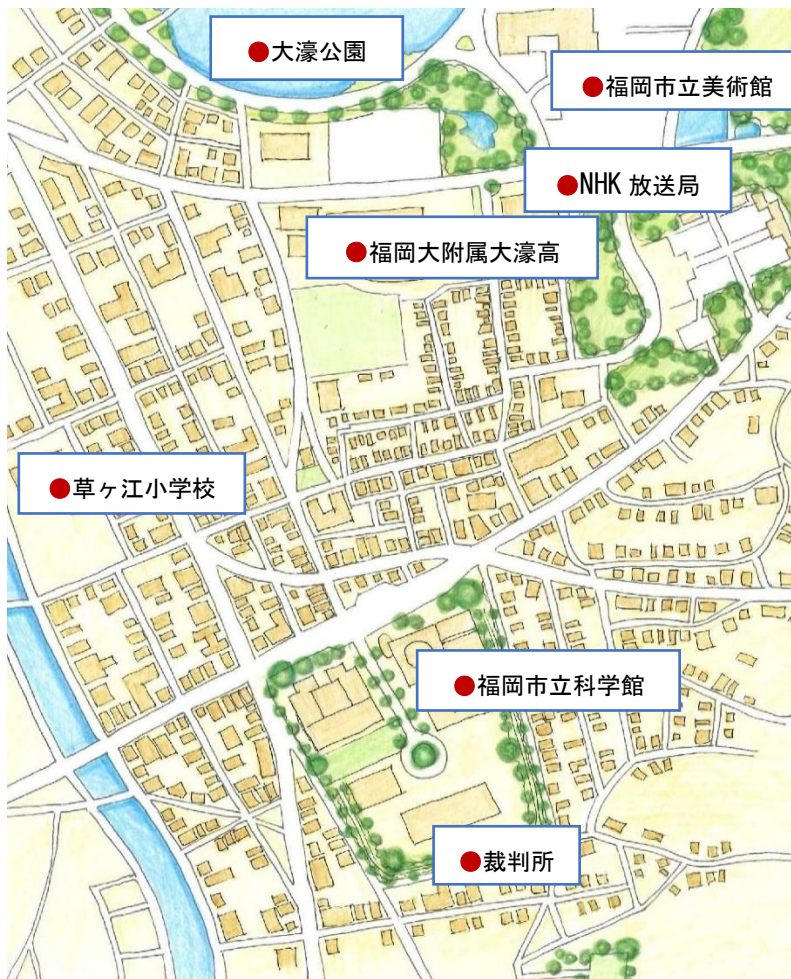 ●大濠公園
●福岡市立美術館
●NHK 放送局
●福岡大附属大濠高
●草ヶ江小学校
●福岡市立科学館
●裁判所